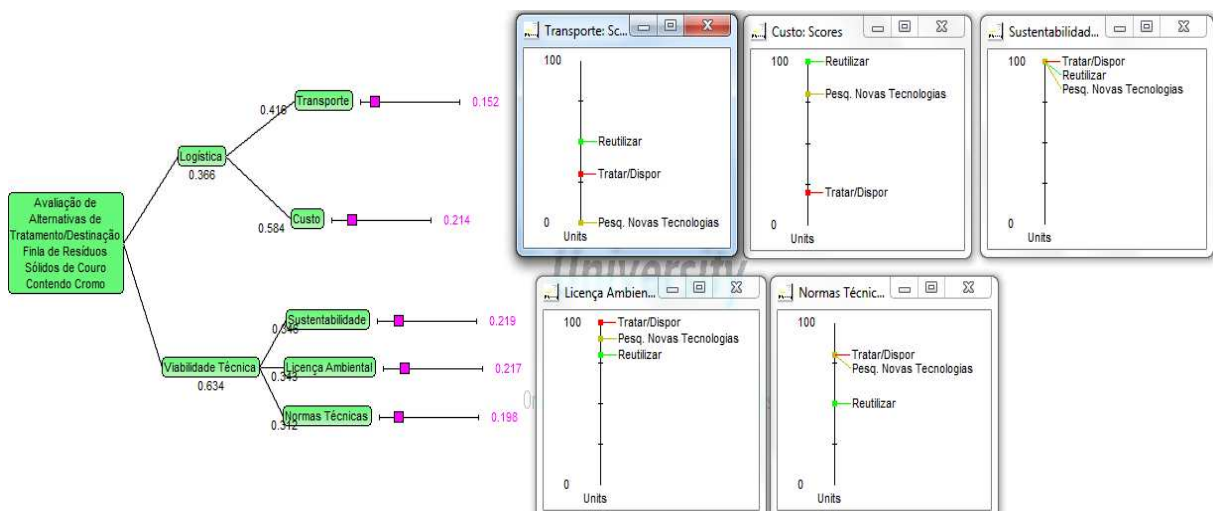 Avaliação de
Alternativas de
Tratamento/Destinação
Finla de Resíduos
Sólidos de Couro
Contendo Cromo
Logística
0.366
0.416
Transporte
0.152
0.584
Custo
0.214
Viabilidade Técnica
0.634
Sustentabilidade
0.346
0.219
Licença Ambiental
0.343
0.217
Normas Técnicas
0.312
0.198
Transporte: Sc...
100
Reutilizar
Tratar/Dispor
Pesq. Novas Tecnologias
0
Units
Custo: Scores
100
Reutilizar
Pesq. Novas Tecnologias
Tratar/Dispor
0
Units
Sustentabilidad...
100
Tratar/Dispor
Reutilizar
Pesq. Novas Tecnologias
0
Units
University
Licença Ambien...
100
Tratar/Dispor
Pesq. Novas Tecnologias
Reutilizar
0
Units
Normas Técnic...
100
Tratar/Dispor
Pesq. Novas Tecnologias
Reutilizar
0
Units